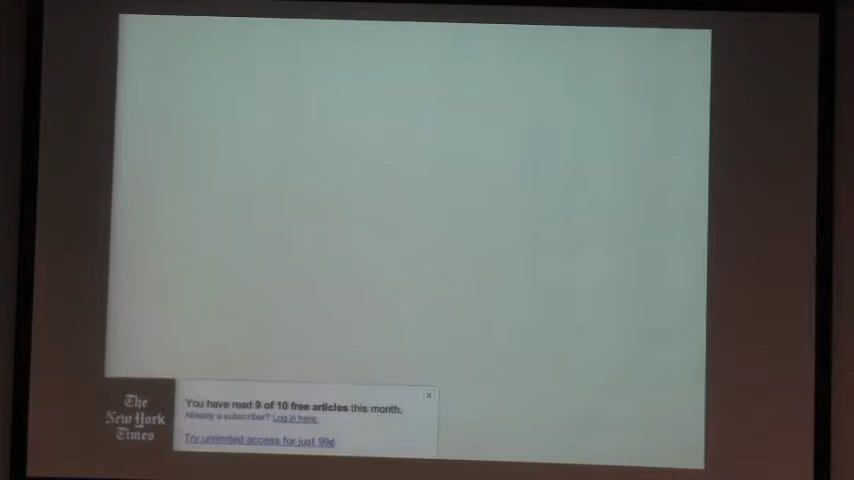 The
New York
Times
You have read 9 of 10 free articles this month.
Already a subscriber? Log in here.
Try unlimited access for just 99¢